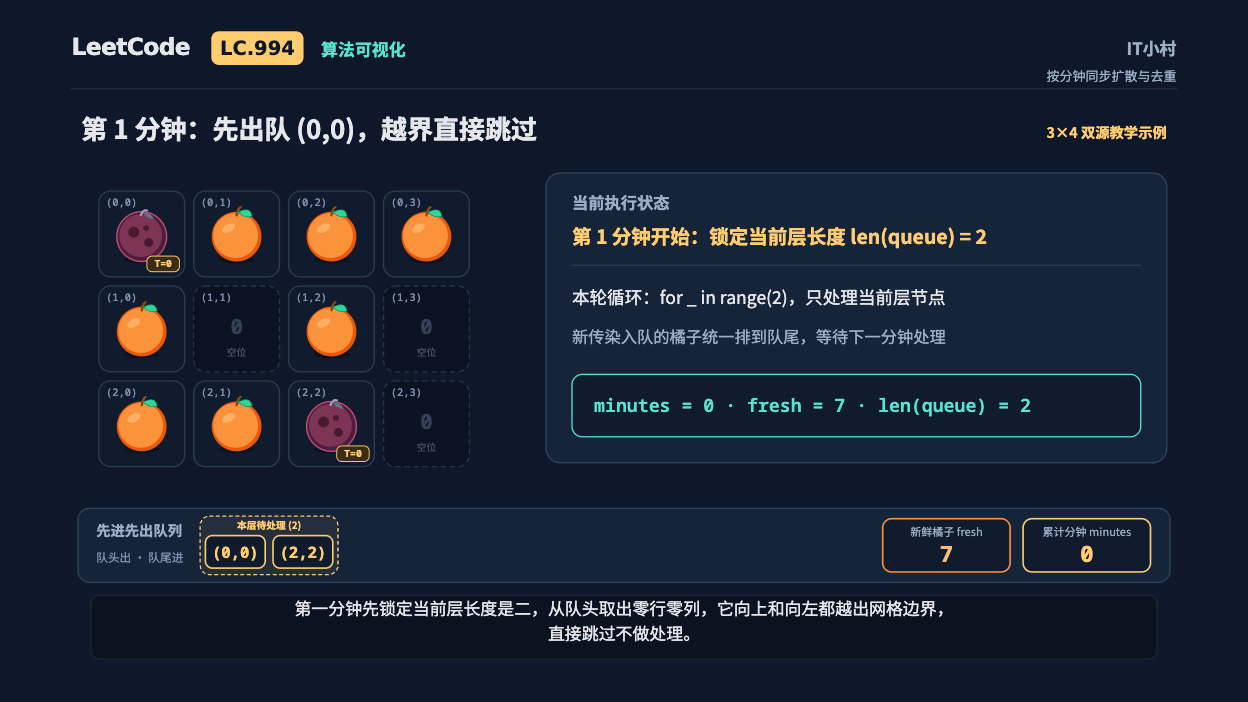 LeetCode LC.994 算法可视化
IT小村
按分钟同步扩散与去重
第 1 分钟：先出队 (0,0)，越界直接跳过
3×4 双源教学示例
(0,0) (0,1) (0,2) (0,3)
T=0
(1,0) (1,1) (1,2) (1,3)
0 0
空位 空位
(2,0) (2,1) (2,2) (2,3)
0
空位
T=0
当前执行状态
第 1 分钟开始：锁定当前层长度 len(queue) = 2
本轮循环：for _ in range(2)，只处理当前层节点
新传染入队的橘子统一排到队尾，等待下一分钟处理
minutes = 0 · fresh = 7 · len(queue) = 2
先进先出队列
队头出 · 队尾进
本层待处理 (2)
(0,0) (2,2)
新鲜橘子 fresh
7
累计分钟 minutes
0
第一分钟先锁定当前层长度是二，从队头取出零行零列，它向上和向左都越出网格边界，
直接跳过不做处理。